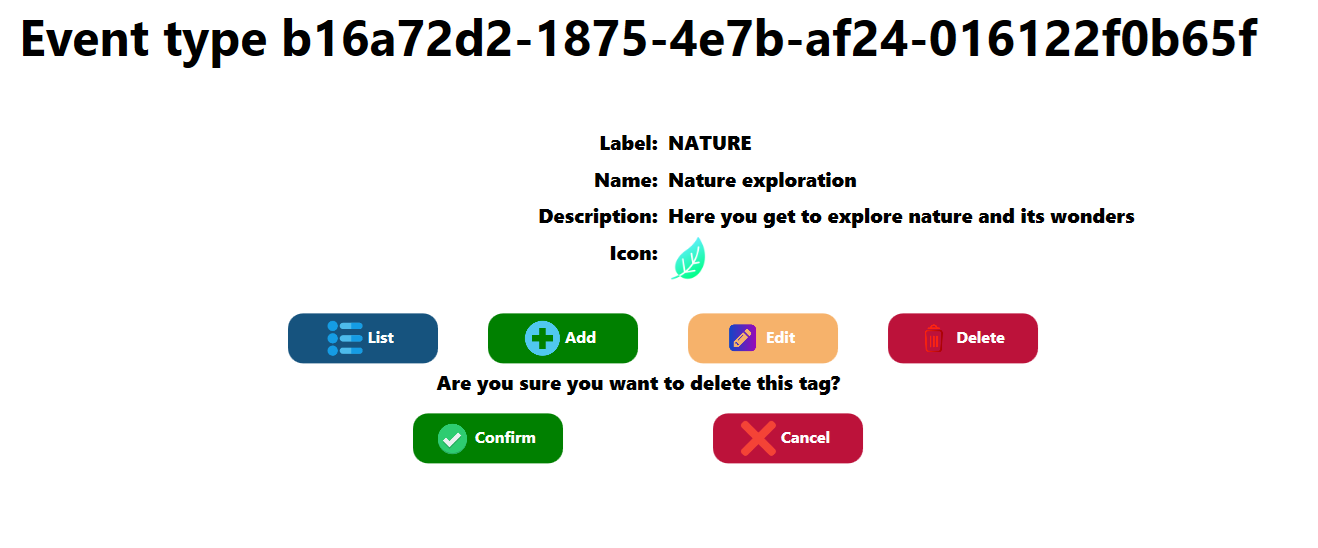 Event type b16a72d2-1875-4e7b-af24-016122f0b65f
Label: NATURE
Name: Nature exploration
Description: Here you get to explore nature and its wonders
Icon:
List Add Edit Delete
Are you sure you want to delete this tag?
Confirm Cancel